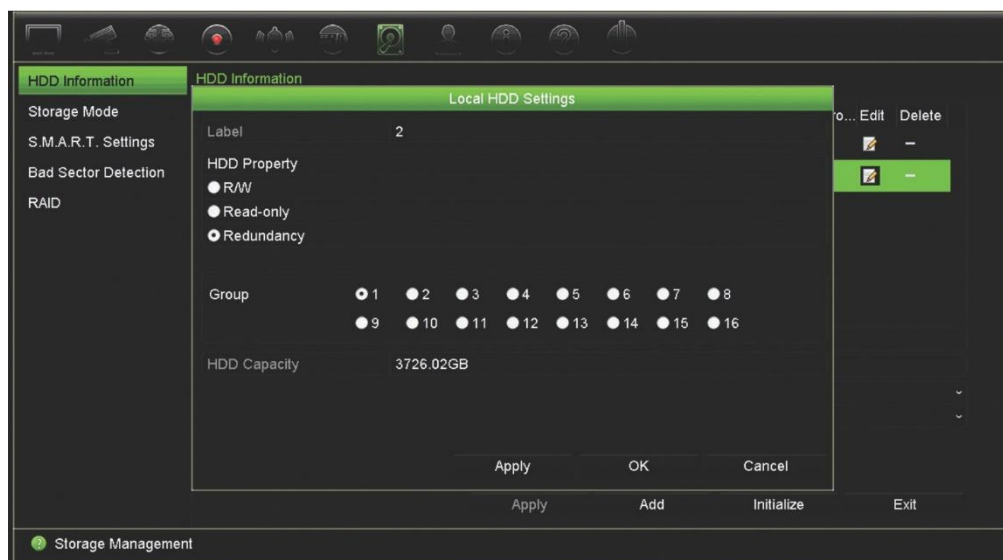 HDD Information
Storage Mode
S.M.A.R.T. Settings
Bad Sector Detection
RAID
HDD Information
o... Edit Delete
Local HDD Settings
Label 2
HDD Property
R/W
Read-only
Redundancy
Group 1 2 3 4 5 6 7 8
9 10 11 12 13 14 15 16
HDD Capacity 3726.02GB
Apply OK Cancel
Apply Add Initialize Exit
Storage Management